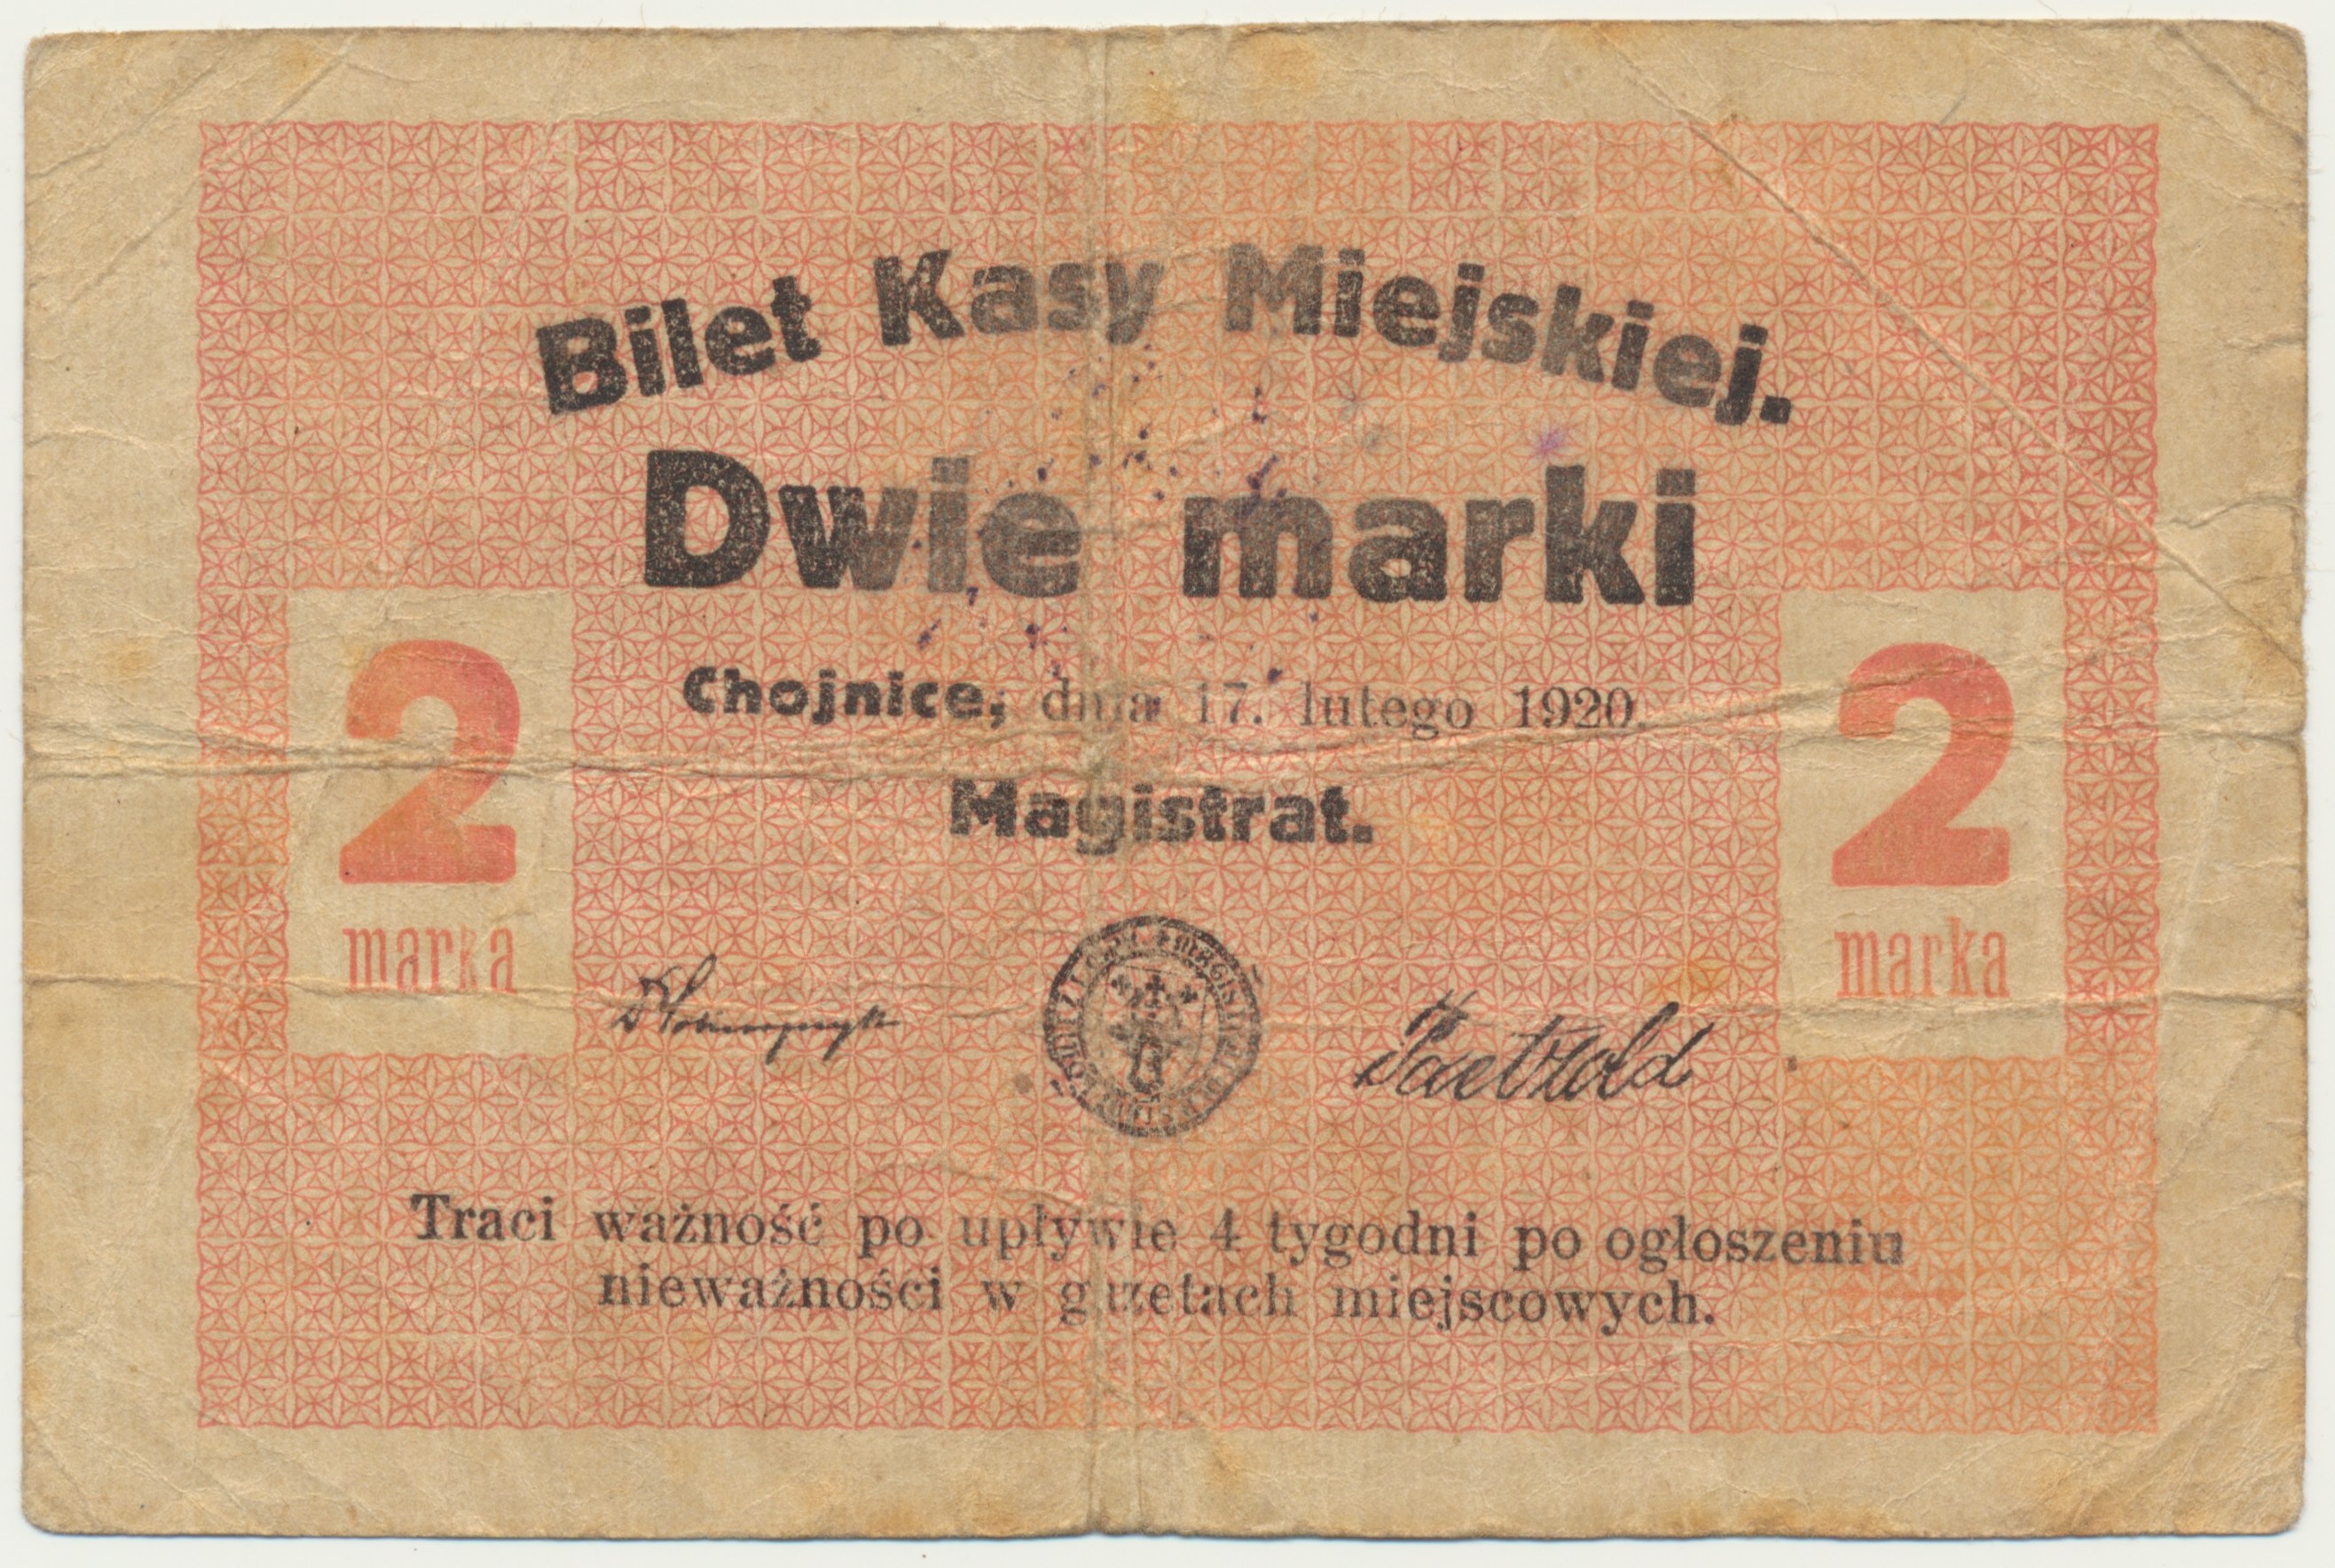 Bilet Kasy Miejskiej.
Dwie marki
Chojnice, dnia 17. lutego 1920.
Magistrat.
2
marka
2
marka
Paetzold
Traci ważność po upływie 4 tygodni po ogłoszeniu
nieważności w gazetach miejscowych.